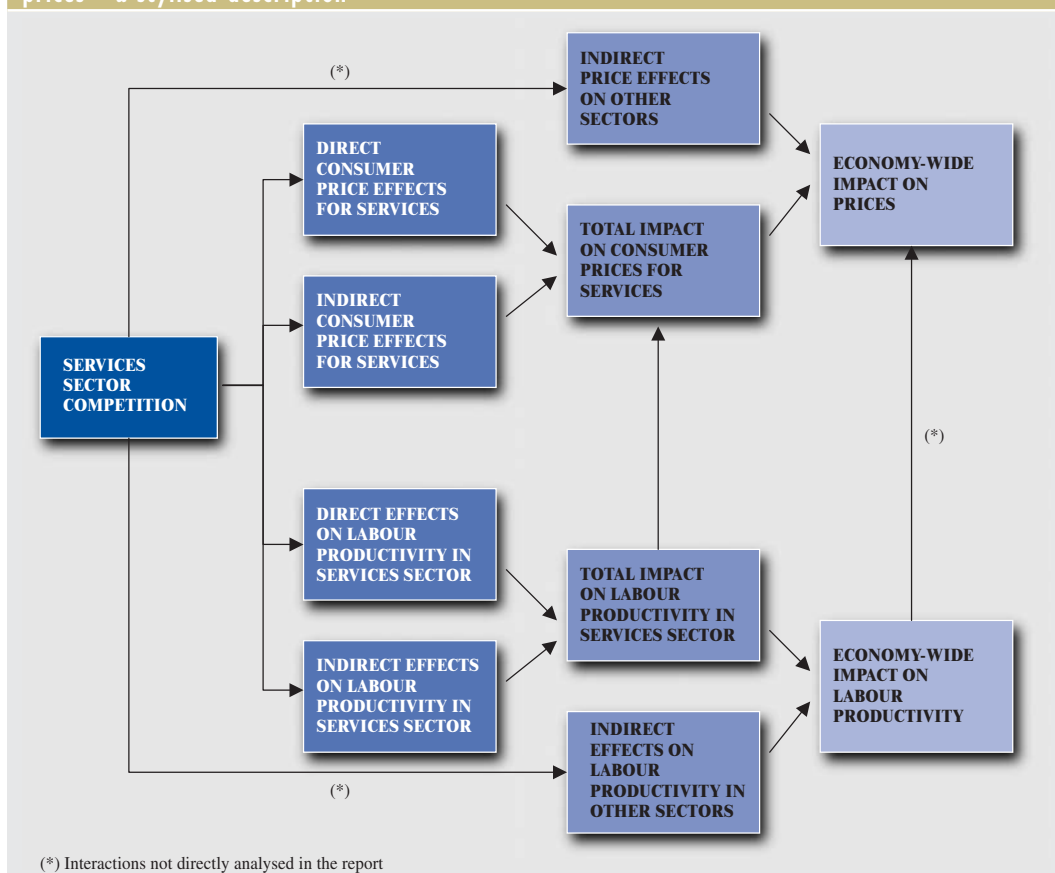 prices – a stylised description
(*)
INDIRECT
PRICE EFFECTS
ON OTHER
SECTORS
DIRECT
CONSUMER
PRICE EFFECTS
FOR SERVICES
ECONOMY-WIDE
IMPACT ON
PRICES
TOTAL IMPACT
ON CONSUMER
PRICES FOR
SERVICES
INDIRECT
CONSUMER
PRICE EFFECTS
FOR SERVICES
SERVICES
SECTOR
COMPETITION
(*)
DIRECT EFFECTS
ON LABOUR
PRODUCTIVITY IN
SERVICES SECTOR
TOTAL IMPACT
ON LABOUR
PRODUCTIVITY IN
SERVICES SECTOR
INDIRECT EFFECTS
ON LABOUR
PRODUCTIVITY IN
SERVICES SECTOR
ECONOMY-WIDE
IMPACT ON
LABOUR
PRODUCTIVITY
INDIRECT
EFFECTS ON
LABOUR
PRODUCTIVITY IN
OTHER SECTORS
(*)
(*) Interactions not directly analysed in the report